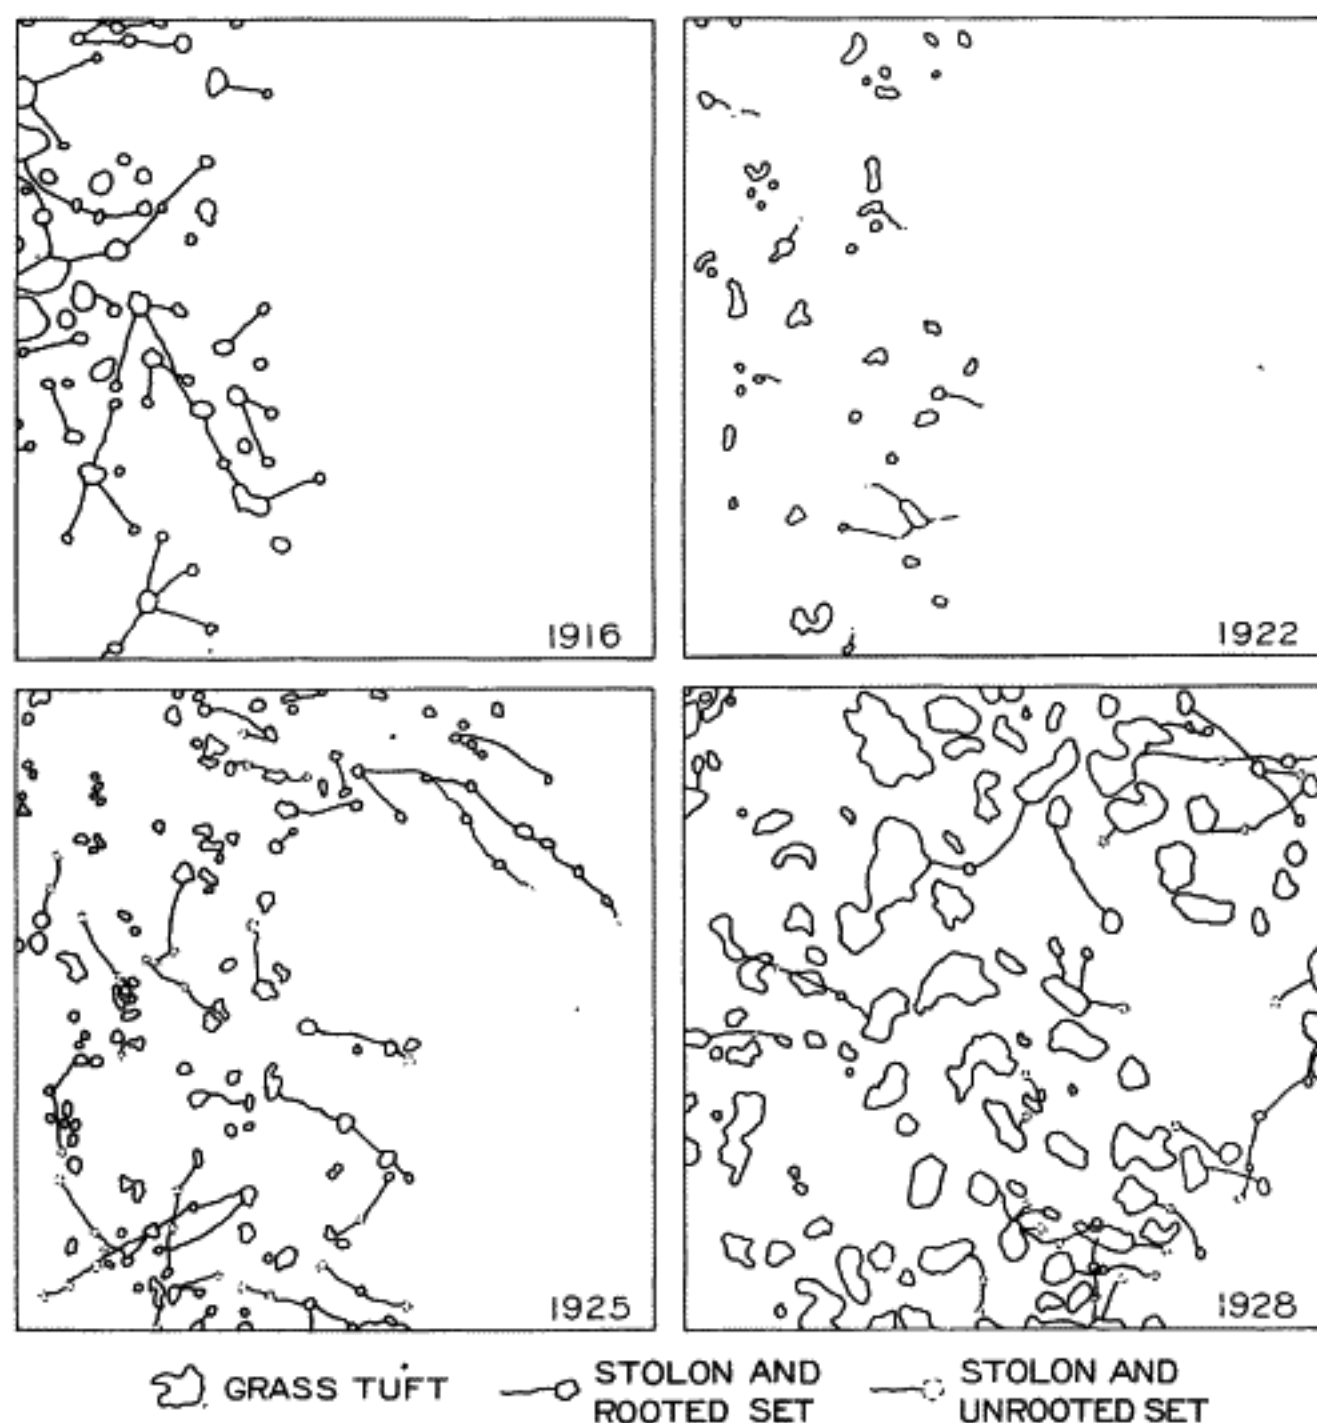 1916
1922
1925
1928
GRASS TUFT
STOLON AND
ROOTED SET
STOLON AND
UNROOTED SET